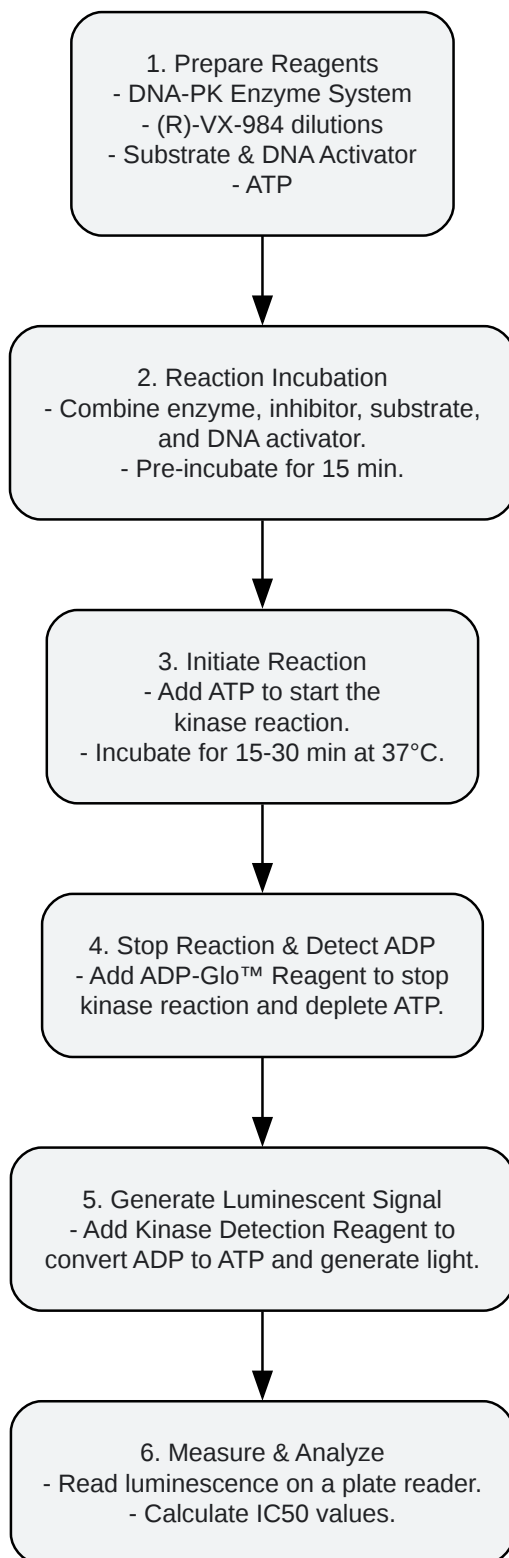 1. Prepare Reagents
- DNA-PK Enzyme System
- (R)-VX-984 dilutions
- Substrate & DNA Activator
- ATP
2. Reaction Incubation
- Combine enzyme, inhibitor, substrate,
and DNA activator.
- Pre-incubate for 15 min.
3. Initiate Reaction
- Add ATP to start the
kinase reaction.
- Incubate for 15-30 min at 37°C.
4. Stop Reaction & Detect ADP
- Add ADP-Glo™ Reagent to stop
kinase reaction and deplete ATP.
5. Generate Luminescent Signal
- Add Kinase Detection Reagent to
convert ADP to ATP and generate light.
6. Measure & Analyze
- Read luminescence on a plate reader.
- Calculate IC50 values.